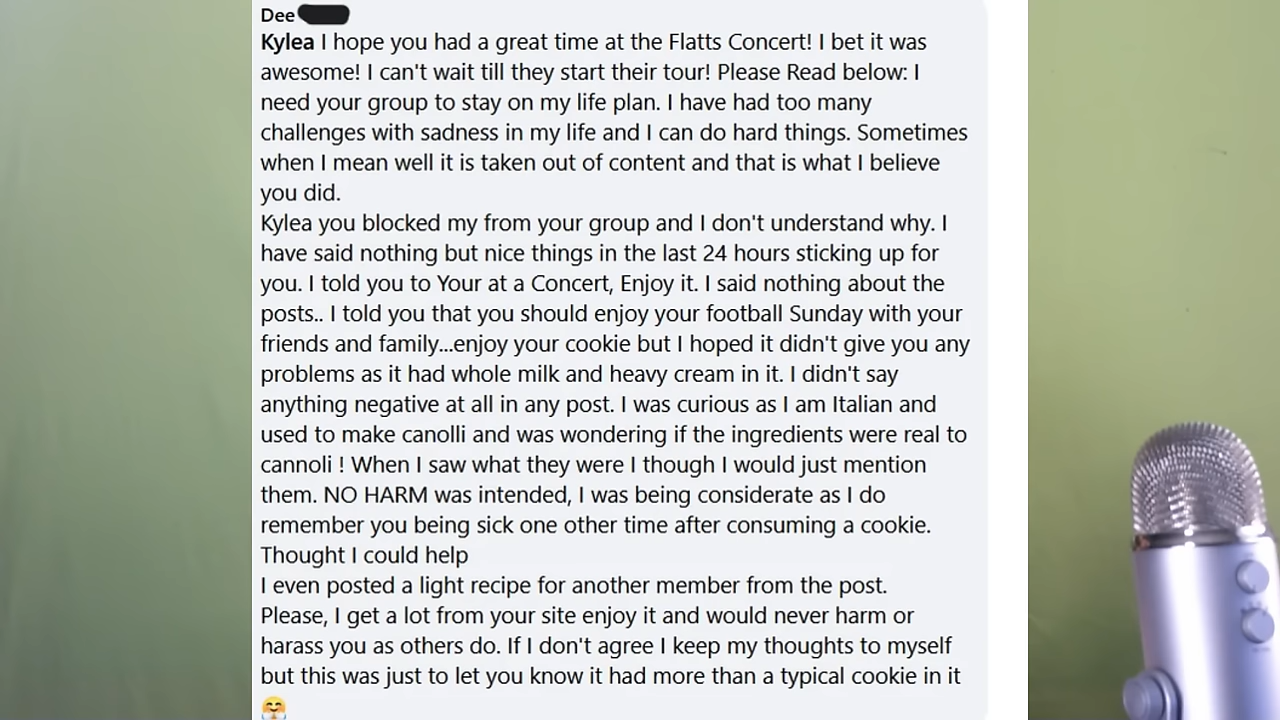 Dee
Kylea I hope you had a great time at the Flatts Concert! I bet it was
awesome! I can't wait till they start their tour! Please Read below: I
need your group to stay on my life plan. I have had too many
challenges with sadness in my life and I can do hard things. Sometimes
when I mean well it is taken out of content and that is what I believe
you did.
Kylea you blocked my from your group and I don't understand why. I
have said nothing but nice things in the last 24 hours sticking up for
you. I told you to Your at a Concert, Enjoy it. I said nothing about the
posts.. I told you that you should enjoy your football Sunday with your
friends and family...enjoy your cookie but I hoped it didn't give you any
problems as it had whole milk and heavy cream in it. I didn't say
anything negative at all in any post. I was curious as I am Italian and
used to make canolli and was wondering if the ingredients were real to
cannoli ! When I saw what they were I though I would just mention
them. NO HARM was intended, I was being considerate as I do
remember you being sick one other time after consuming a cookie.
Thought I could help
I even posted a light recipe for another member from the post.
Please, I get a lot from your site enjoy it and would never harm or
harass you as others do. If I don't agree I keep my thoughts to myself
but this was just to let you know it had more than a typical cookie in it